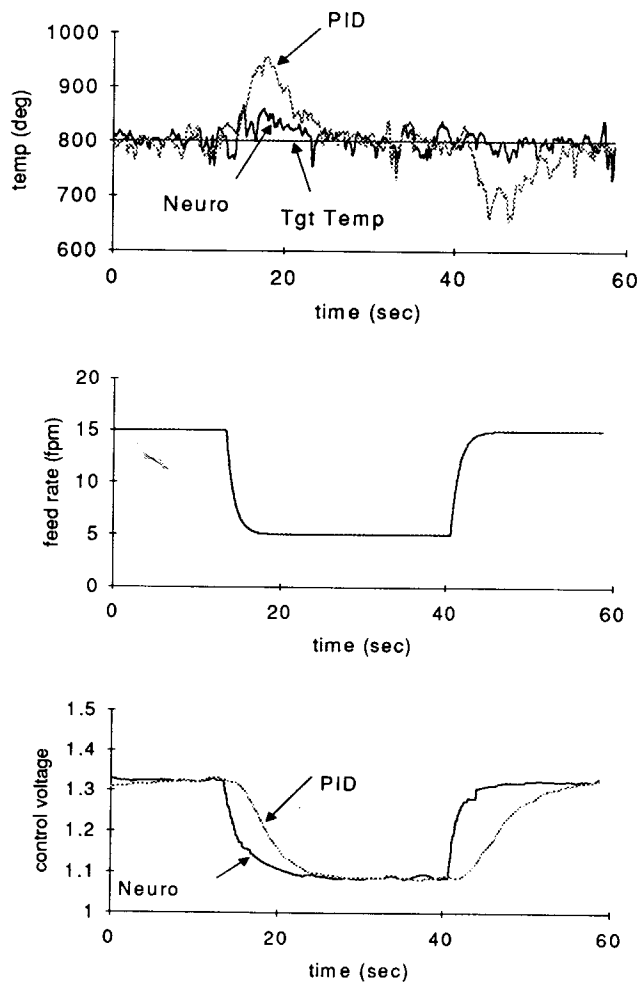 PID
1000
900
800
700
600
temp (deg)
Neuro
Tgt Temp
0
20
40
60
time (sec)
20
15
10
5
0
feed rate (fpm)
0
20
40
60
time (sec)
1.5
1.4
1.3
1.2
1.1
1
control voltage
PID
Neuro
0
20
40
60
time (sec)